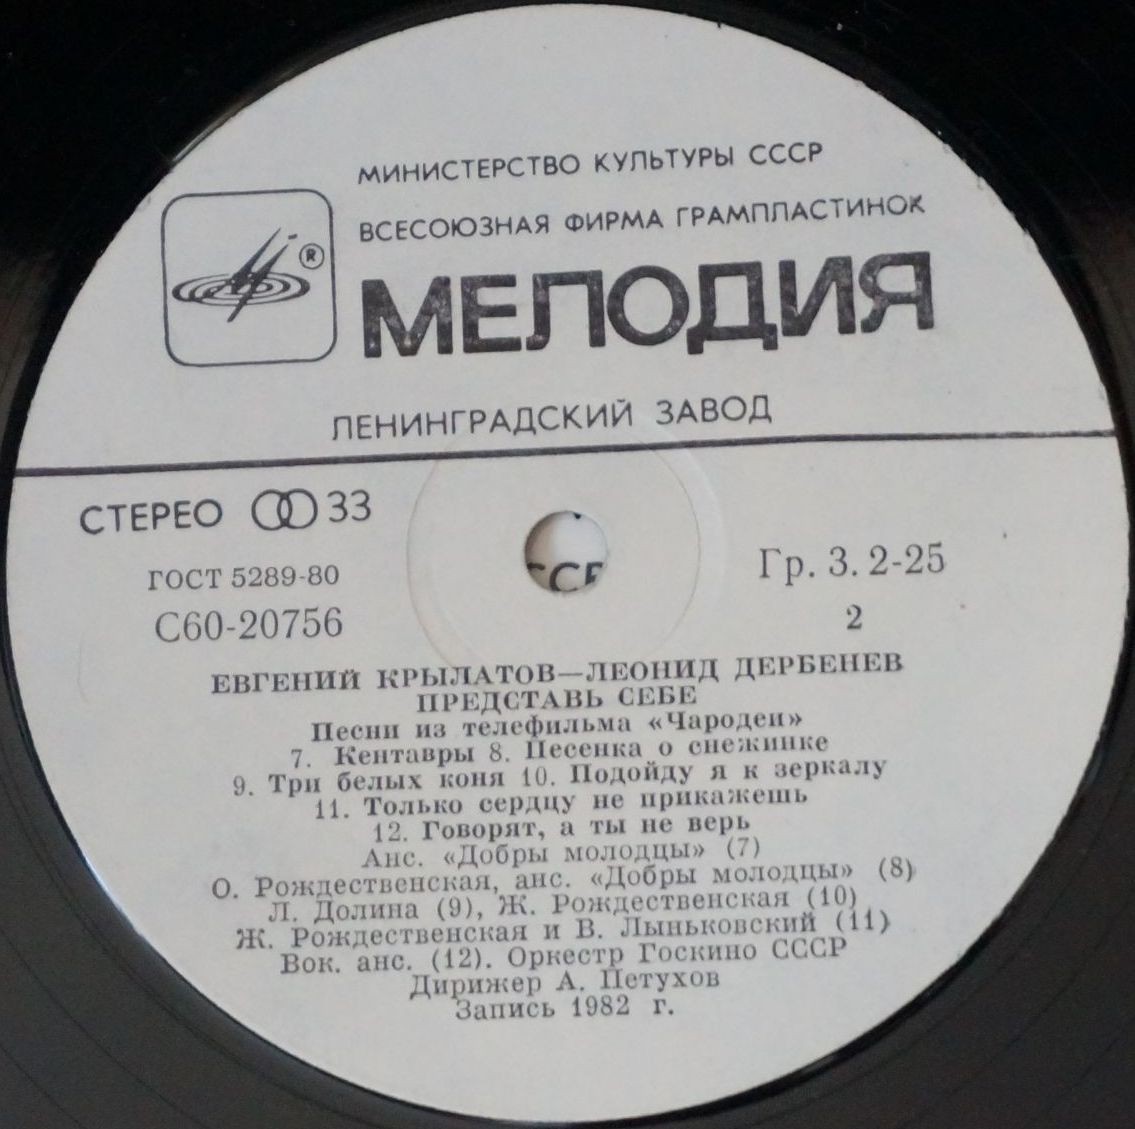 МИНИСТЕРСТВО КУЛЬТУРЫ СССР
ВСЕСОЮЗНАЯ ФИРМА ГРАМПЛАСТИНОК
®
МЕЛОДИЯ
ЛЕНИНГРАДСКИЙ ЗАВОД
СТЕРЕО 33
ГОСТ 5289-80
С60-20756
Гр. 3. 2-25
2
ЕВГЕНИЙ КРЫЛАТОВ—ЛЕОНИД ДЕРБЕНЕВ
ПРЕДСТАВЬ СЕБЕ
Песни из телефильма «Чародеи»
7. Кентавры 8. Песенка о снежинке
9. Три белых коня 10. Подойду я к зеркалу
11. Только сердцу не прикажешь
12. Говорят, а ты не верь
Анс. «Добры молодцы» (7)
О. Рождественская, анс. «Добры молодцы» (8)
Л. Долина (9), Ж. Рождественская (10)
Ж. Рождественская и В. Лыньковский (11)
Вок. анс. (12). Оркестр Госкино СССР
Дирижер А. Петухов
Запись 1982 г.